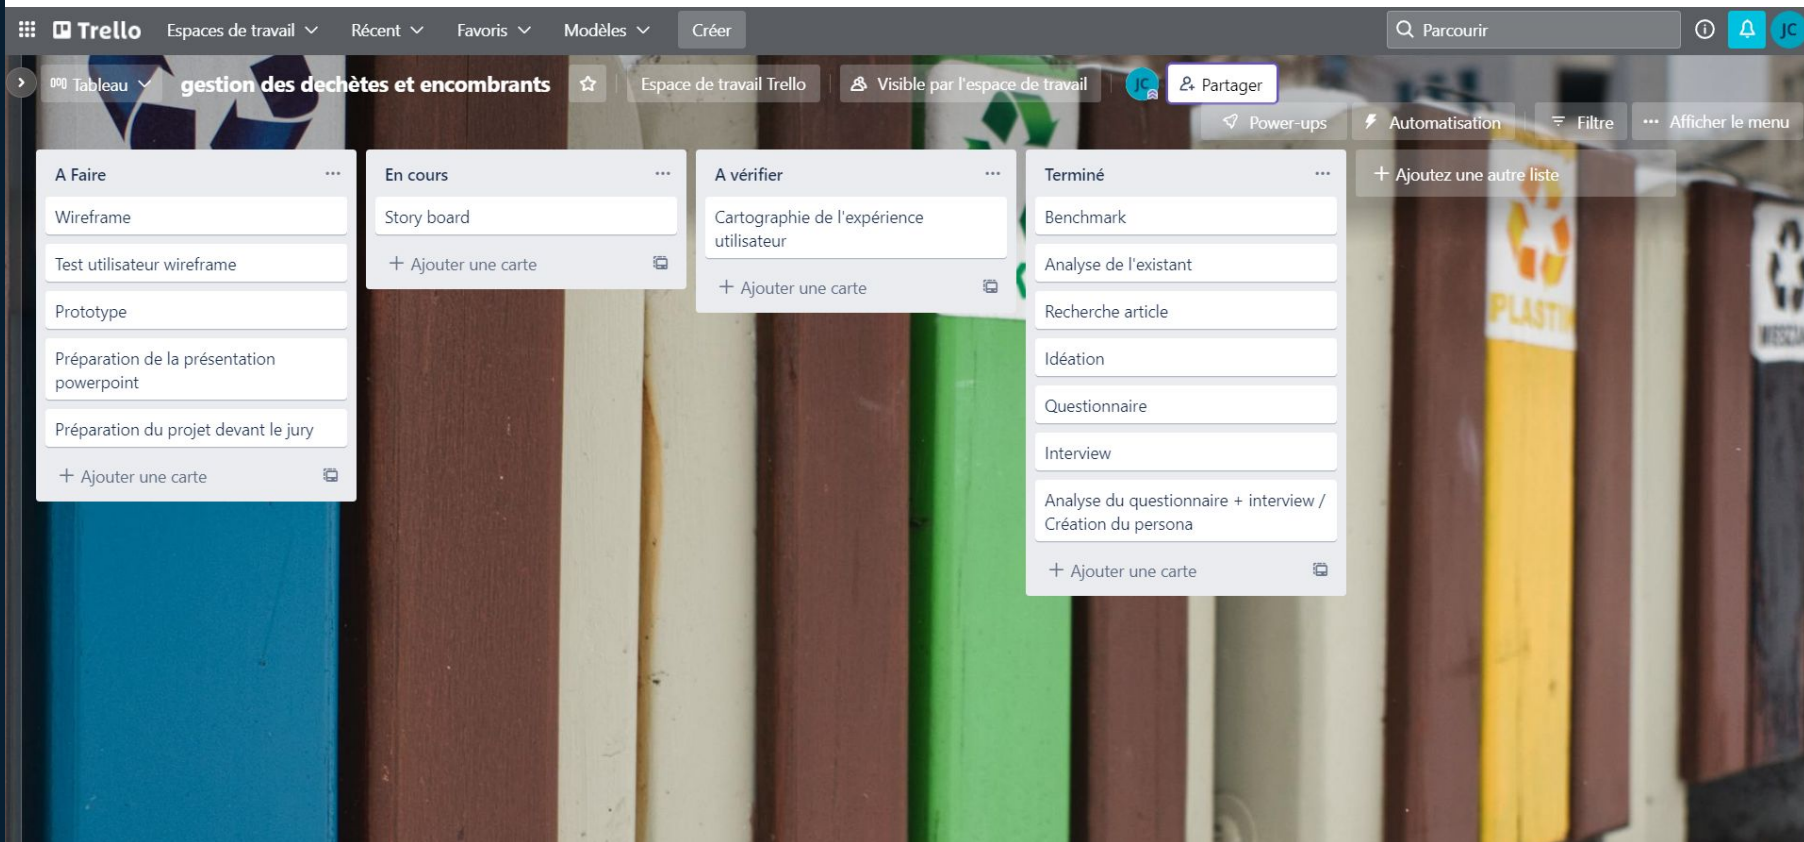 Trello
Espaces de travail
Récent
Favoris
Modèles
Créer
Parcourir
JC
Tableau
gestion des dechètes et encombrants
Espace de travail Trello
Visible par l'espace de travail
JC
Partager
Power-ups
Automatisation
Filtre
Afficher le menu
A Faire
Wireframe
Test utilisateur wireframe
Prototype
Préparation de la présentation
powerpoint
Préparation du projet devant le jury
+ Ajouter une carte
En cours
Story board
+ Ajouter une carte
A vérifier
Cartographie de l'expérience
utilisateur
+ Ajouter une carte
Terminé
Benchmark
Analyse de l'existant
Recherche article
Idéation
Questionnaire
Interview
Analyse du questionnaire + interview /
Création du persona
+ Ajouter une carte
+ Ajoutez une autre liste